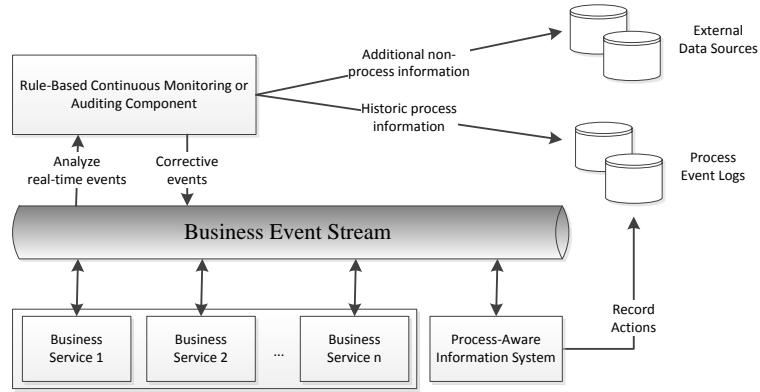 External
Data Sources
Additional non-
process information
Rule-Based Continuous Monitoring or
Auditing Component
Historic process
information
Analyze
real-time events
Corrective
events
Process
Event Logs
Business Event Stream
Record
Actions
Business
Service 1
Business
Service 2
...
Business
Service n
Process-Aware
Information System